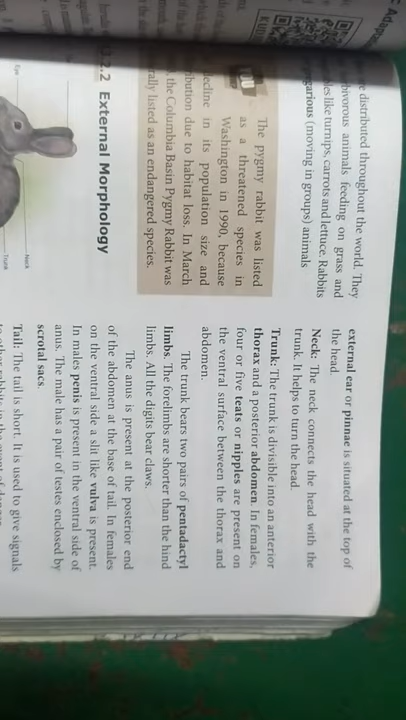 are distributed throughout the world. They
herbivorous animals feeding on grass and
like turnips, carrots and lettuce. Rabbits
gregarious (moving in groups) animals
YOU
The pygmy rabbit was listed
as a threatened species in
Washington in 1990, because
decline in its population size and
due to habitat loss. In March
the Columbia Basin Pygmy Rabbit was
listed as an endangered species.
.2 External Morphology
Eye
Neck
Trunk
external ear or pinnae is situated at the top of
the head.
Neck: The neck connects the head with the
trunk. It helps to turn the head.
Trunk: The trunk is divisible into an anterior
thorax and a posterior abdomen. In females,
four or five teats or nipples are present on
the ventral surface between the thorax and
abdomen.
The trunk bears two pairs of pentadactyl
limbs. The forelimbs are shorter than the hind
limbs. All the digits bear claws.
The anus is present at the posterior end
of the abdomen at the base of tail. In females
on the ventral side a slit like vulva is present.
In males penis is present in the ventral side of
anus. The male has a pair of testes enclosed by
scrotal sacs.
Tail: The tail is short. It is used to give signals
to other rabbits in the event of danger.